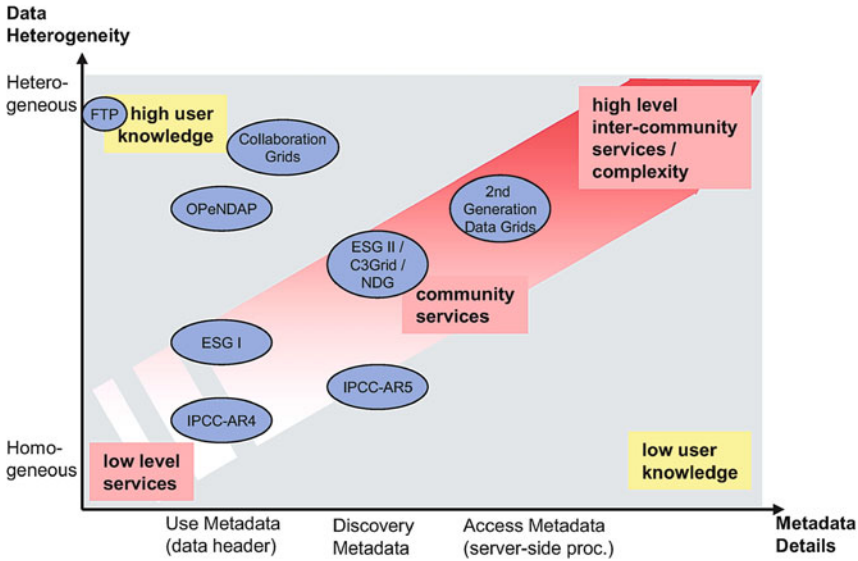 Data
Heterogeneity
Hetero-
geneous
FTP
high user
knowledge
Collaboration
Grids
high level
inter-community
services /
complexity
OPeNDAP
2nd
Generation
Data Grids
ESG II /
C3Grid /
NDG
community
services
ESG I
IPCC-AR5
IPCC-AR4
Homo-
geneous
low level
services
low user
knowledge
Use Metadata
(data header)
Discovery
Metadata
Access Metadata
(server-side proc.)
Metadata
Details